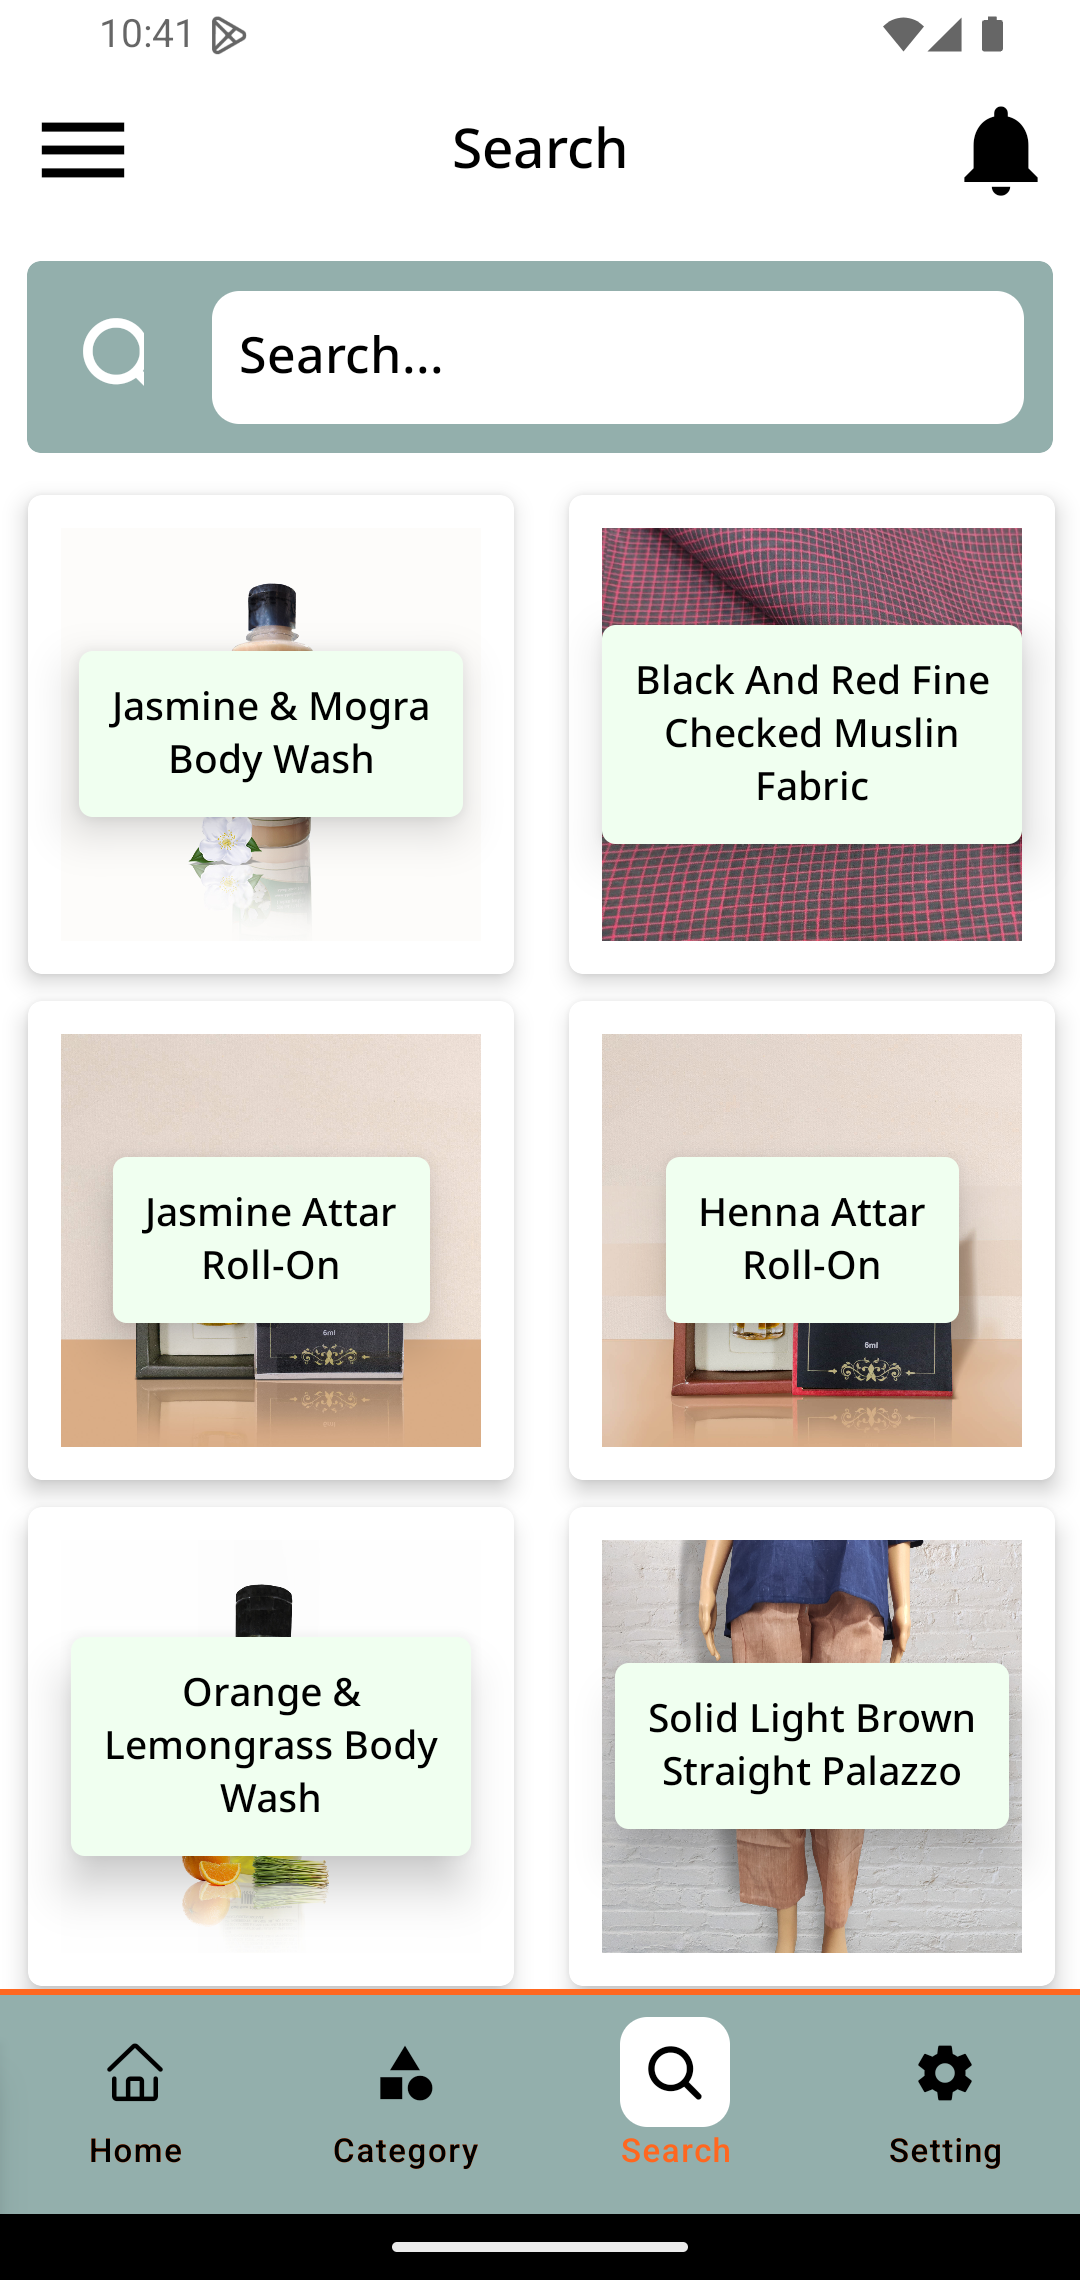 10:41
Search
Search...
Jasmine & Mogra
Body Wash
Black And Red Fine
Checked Muslin
Fabric
Jasmine Attar
Roll-On
6ml
Henna Attar
Roll-On
6ml
Orange &
Lemongrass Body
Wash
Solid Light Brown
Straight Palazzo
Home
Category
Search
Setting